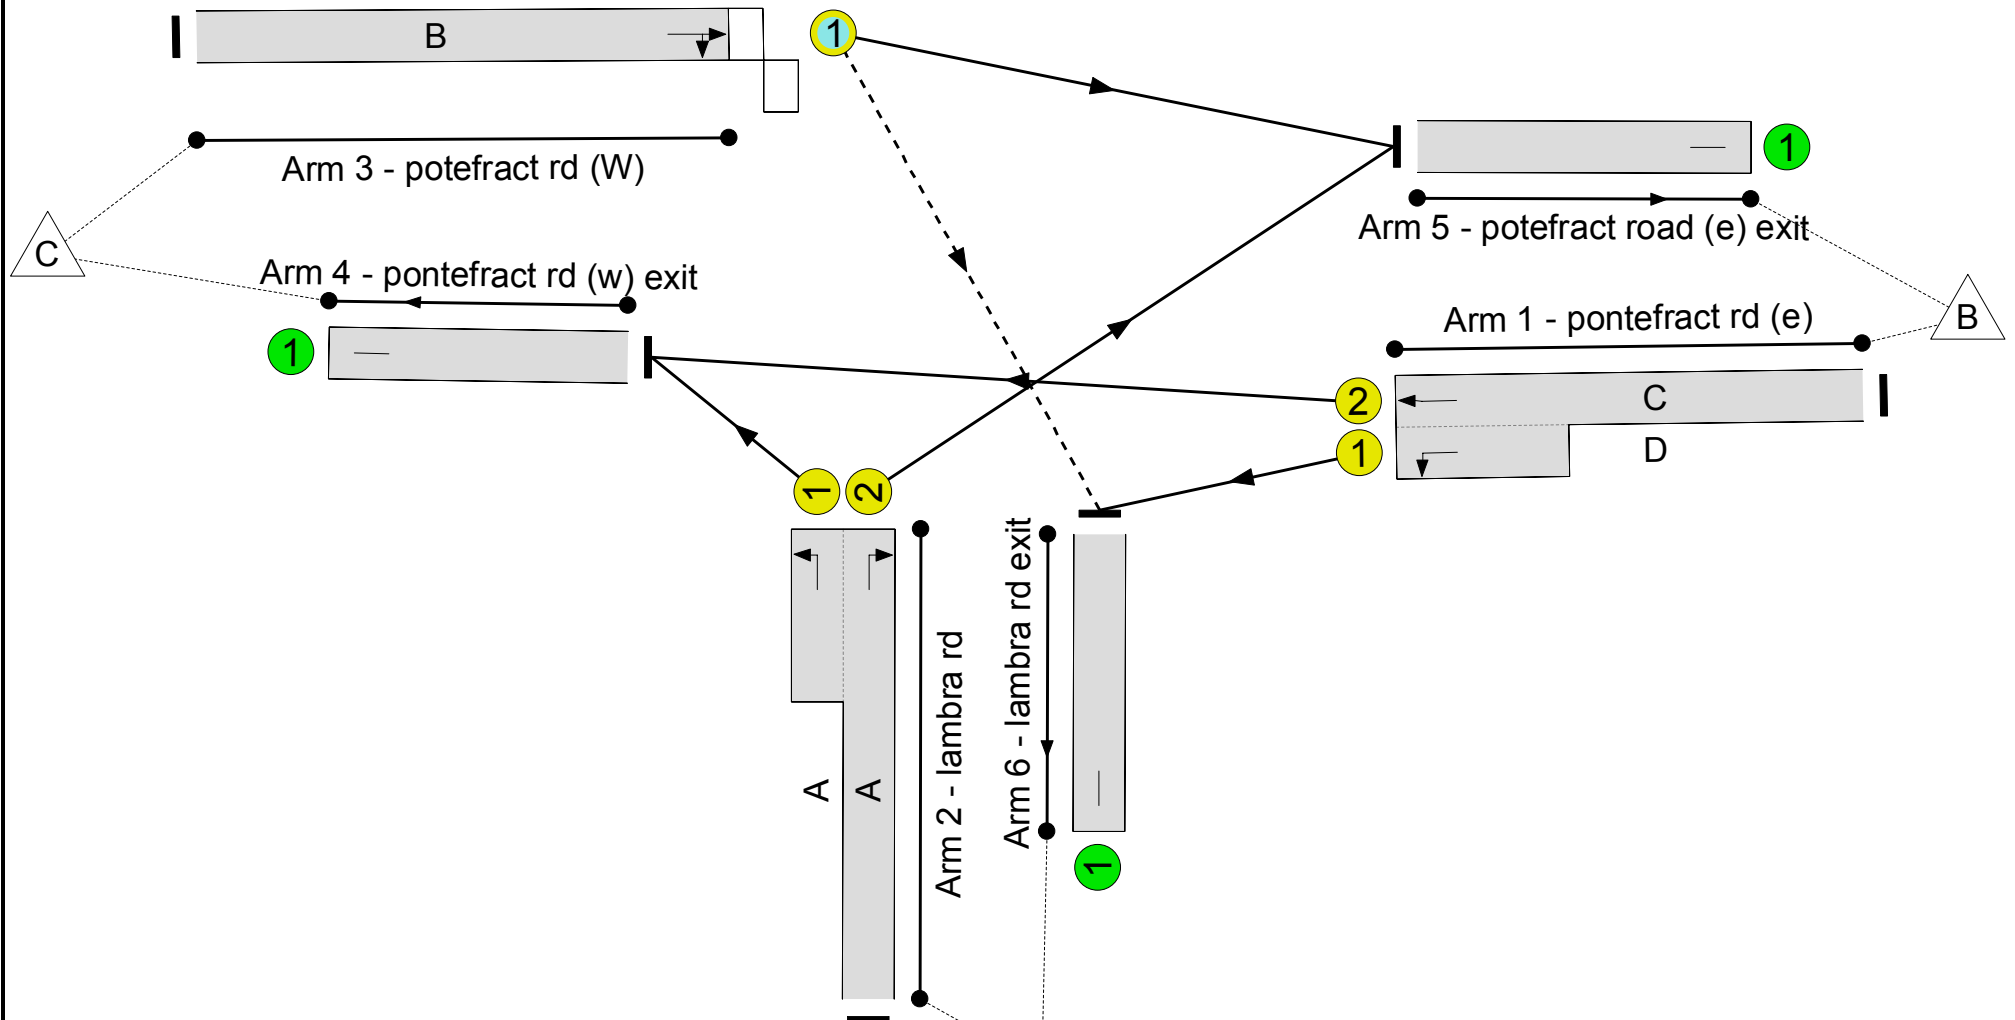 B
1
Arm 3 - potefract rd (W)
1
Arm 5 - potefract road (e) exit
C
Arm 4 - pontefract rd (w) exit
1
B
Arm 1 - pontefract rd (e)
2
C
1
D
1
2
A
A
Arm 2 - lambra rd
Arm 6 - lambra rd exit
1